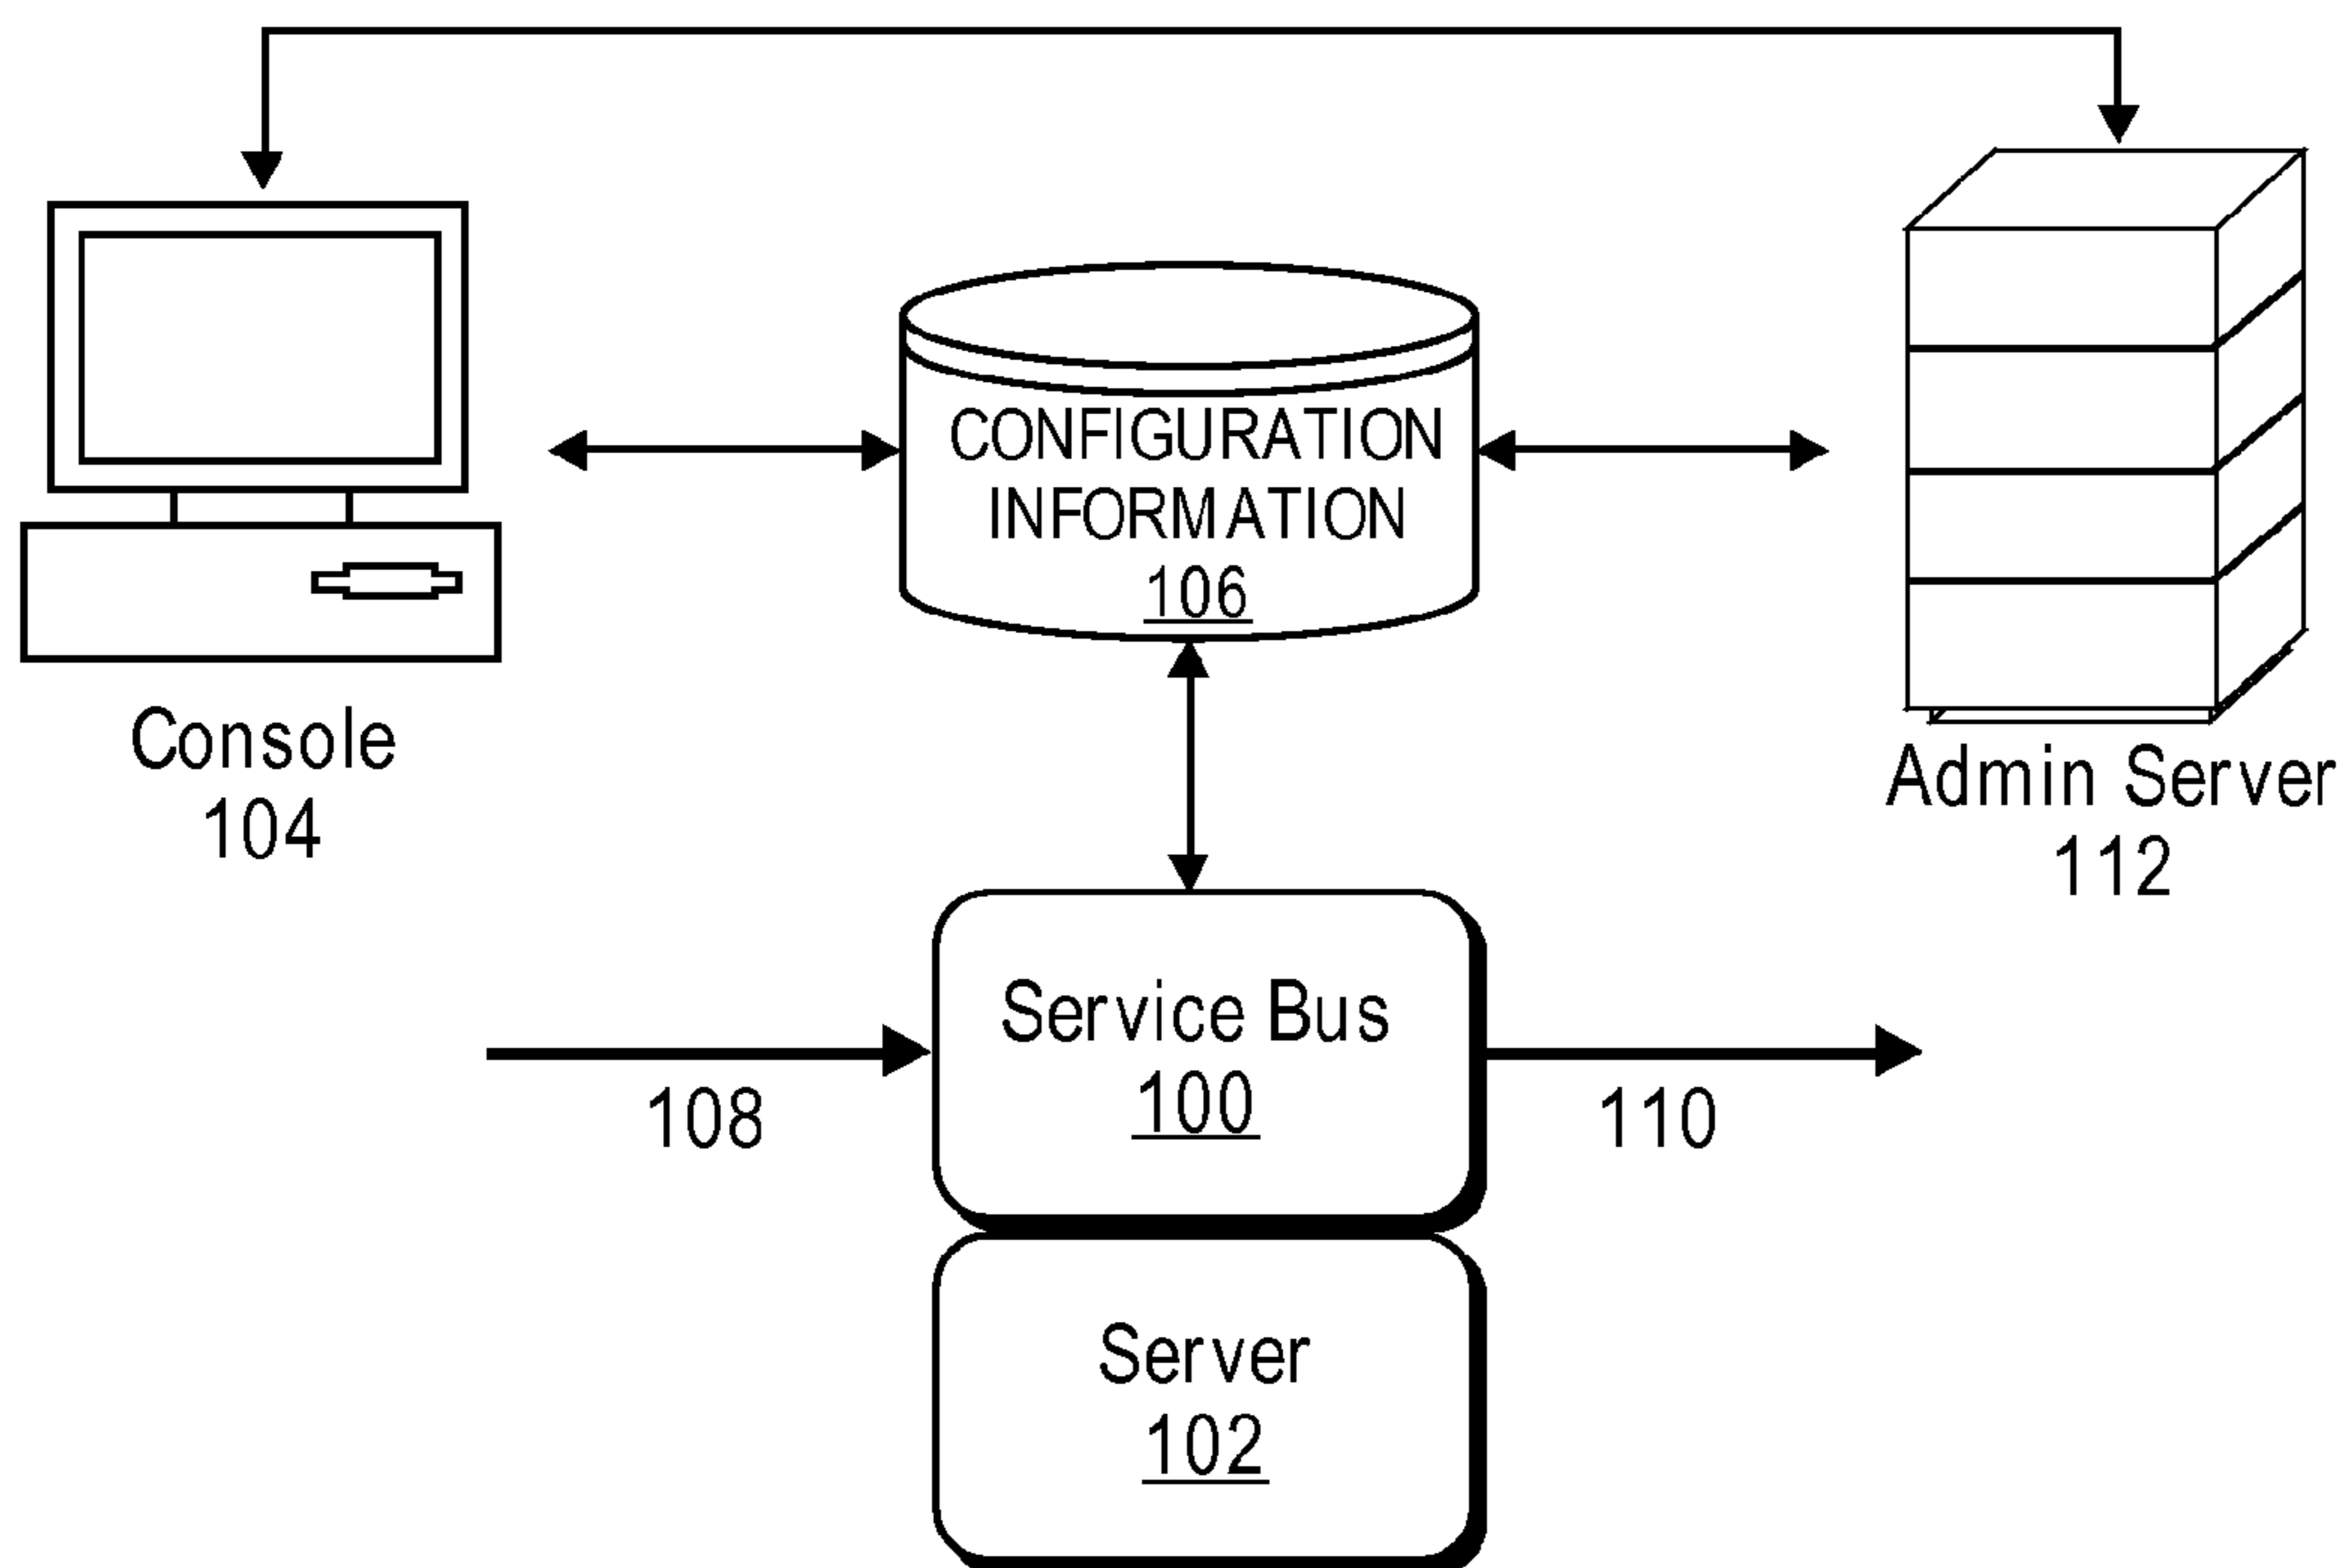 CONFIGURATION
INFORMATION
106
Console
104
Admin Server
112
Service Bus
100
108
110
Server
102